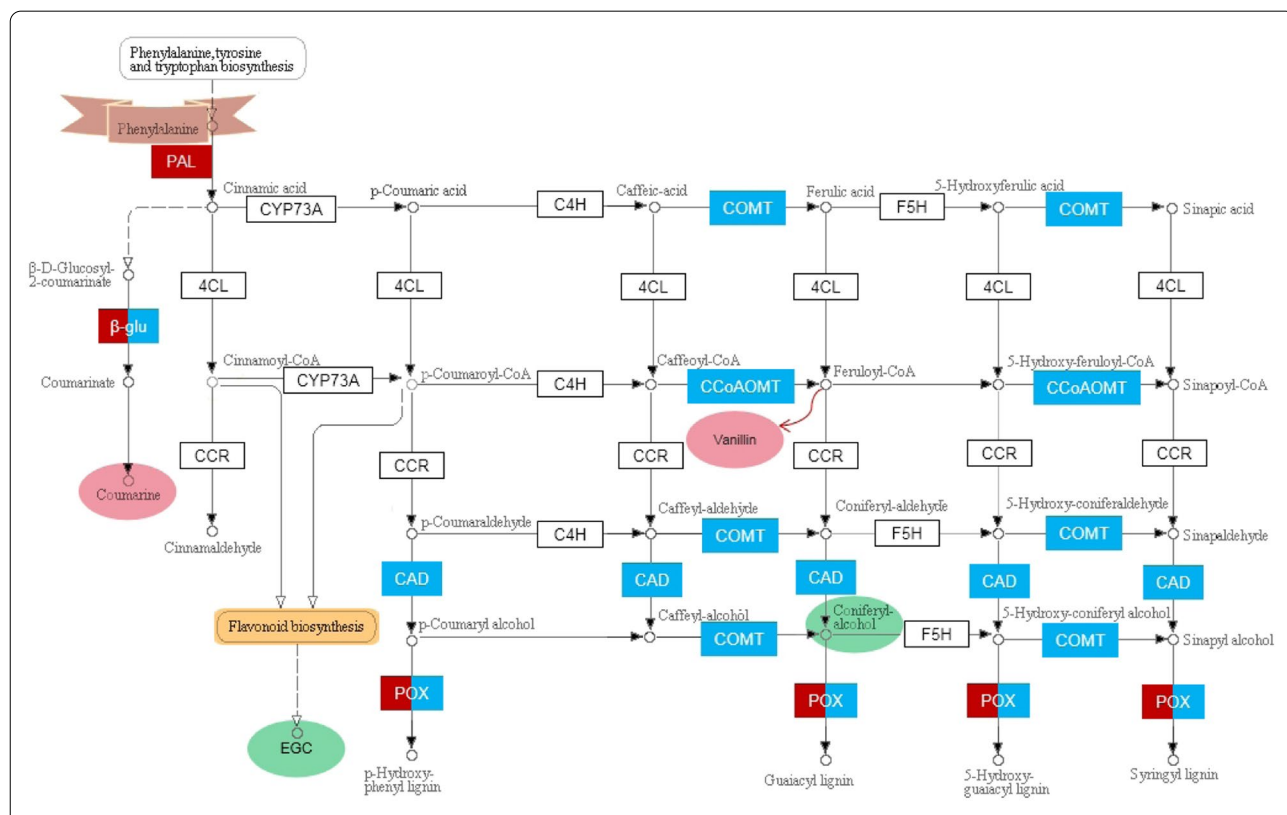 Phenylalanine, tyrosine
and tryptophan biosynthesis
Phenylalanine
PAL
Cinnamic acid
p-Coumaric acid
Caffeic-acid
Ferulic acid
5-Hydroxyferulic acid
CYP73A
C4H
COMT
F5H
COMT
Sinapic acid
β-D-Glucosyl-
2-coumarinate
4CL
4CL
4CL
4CL
4CL
4CL
β-glu
Cinnamoyl-CoA
Caffeoyl-CoA
5-Hydroxy-feruloyl-CoA
Coumarinate
CYP73A
p-Coumaroyl-CoA
C4H
CCoAOMT
Feruloyl-CoA
CCoAOMT
Sinapoyl-CoA
Vanillin
CCR
CCR
CCR
CCR
CCR
CCR
Coumarine
Cinnamaldehyde
p-Coumaraldehyde
Caffeyl-aldehyde
Coniferyl-aldehyde
5-Hydroxy-coniferaldehyde
C4H
COMT
F5H
COMT
Sinapaldehyde
CAD
CAD
CAD
CAD
CAD
Flavonoid biosynthesis
p-Coumaryl alcohol
Caffeyl-alcohol
Coniferyl-
alcohol
5-Hydroxy-coniferyl alcohol
COMT
F5H
COMT
Sinapyl alcohol
POX
POX
POX
POX
EGC
p-Hydroxy-
phenyl lignin
Guaiacyl lignin
5-Hydroxy-
guaiacyl lignin
Syringyl lignin